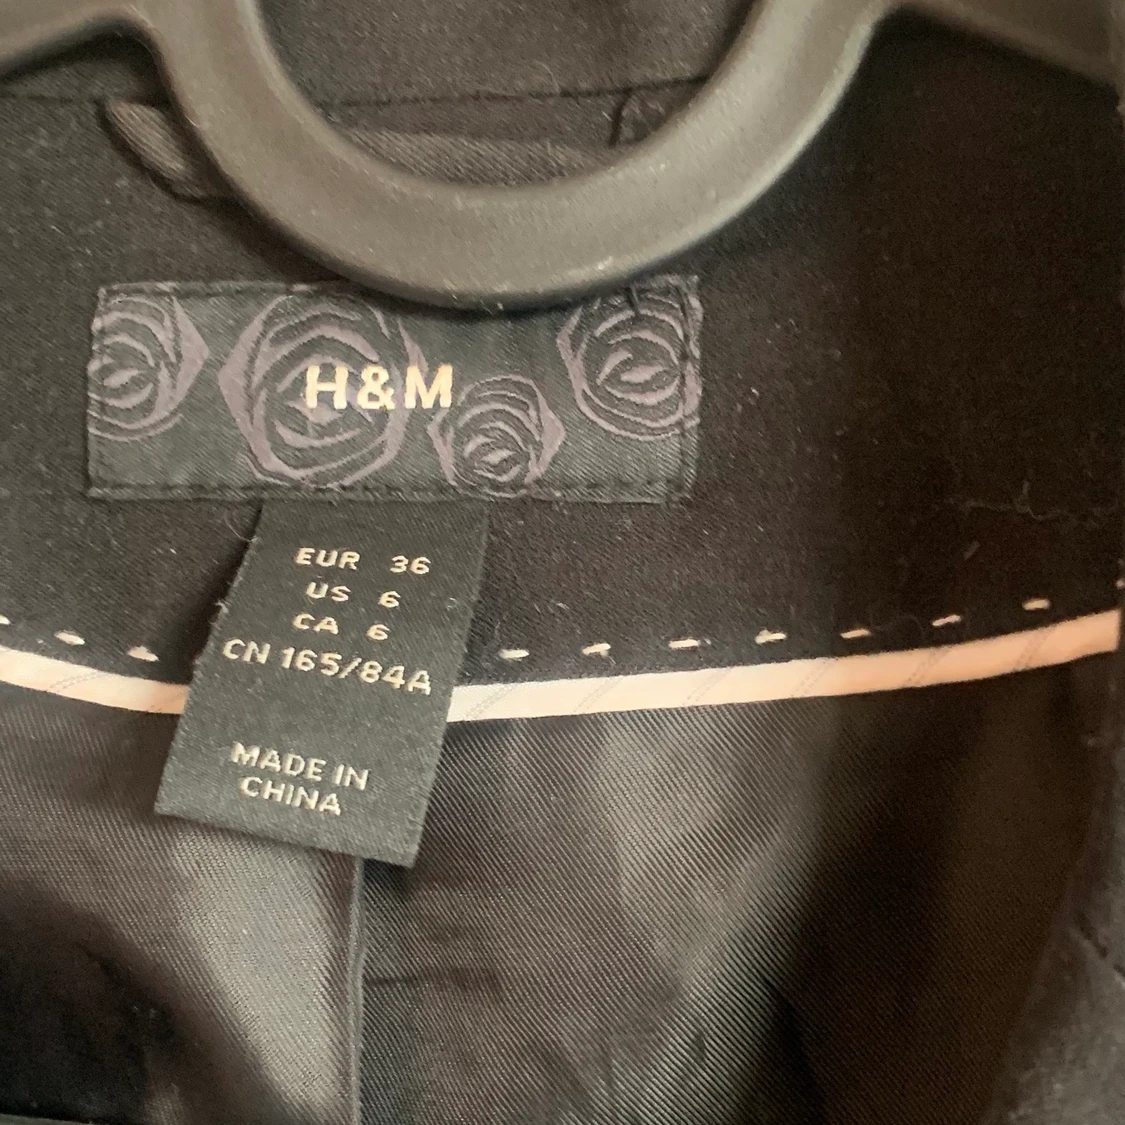 H&M
EUR 36
US 6
CA 6
CN 165/84A
MADE IN
CHINA